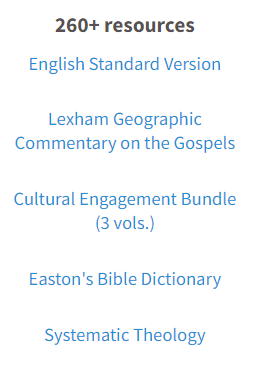 260+ resources
English Standard Version
Lexham Geographic
Commentary on the Gospels
Cultural Engagement Bundle
(3 vols.)
Easton's Bible Dictionary
Systematic Theology